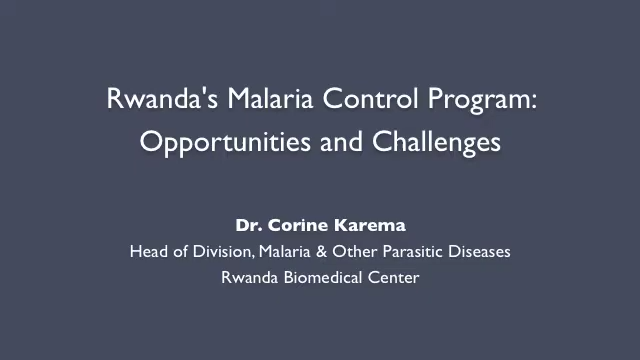 Rwanda's Malaria Control Program:
Opportunities and Challenges
Dr. Corine Karema
Head of Division, Malaria & Other Parasitic Diseases
Rwanda Biomedical Center